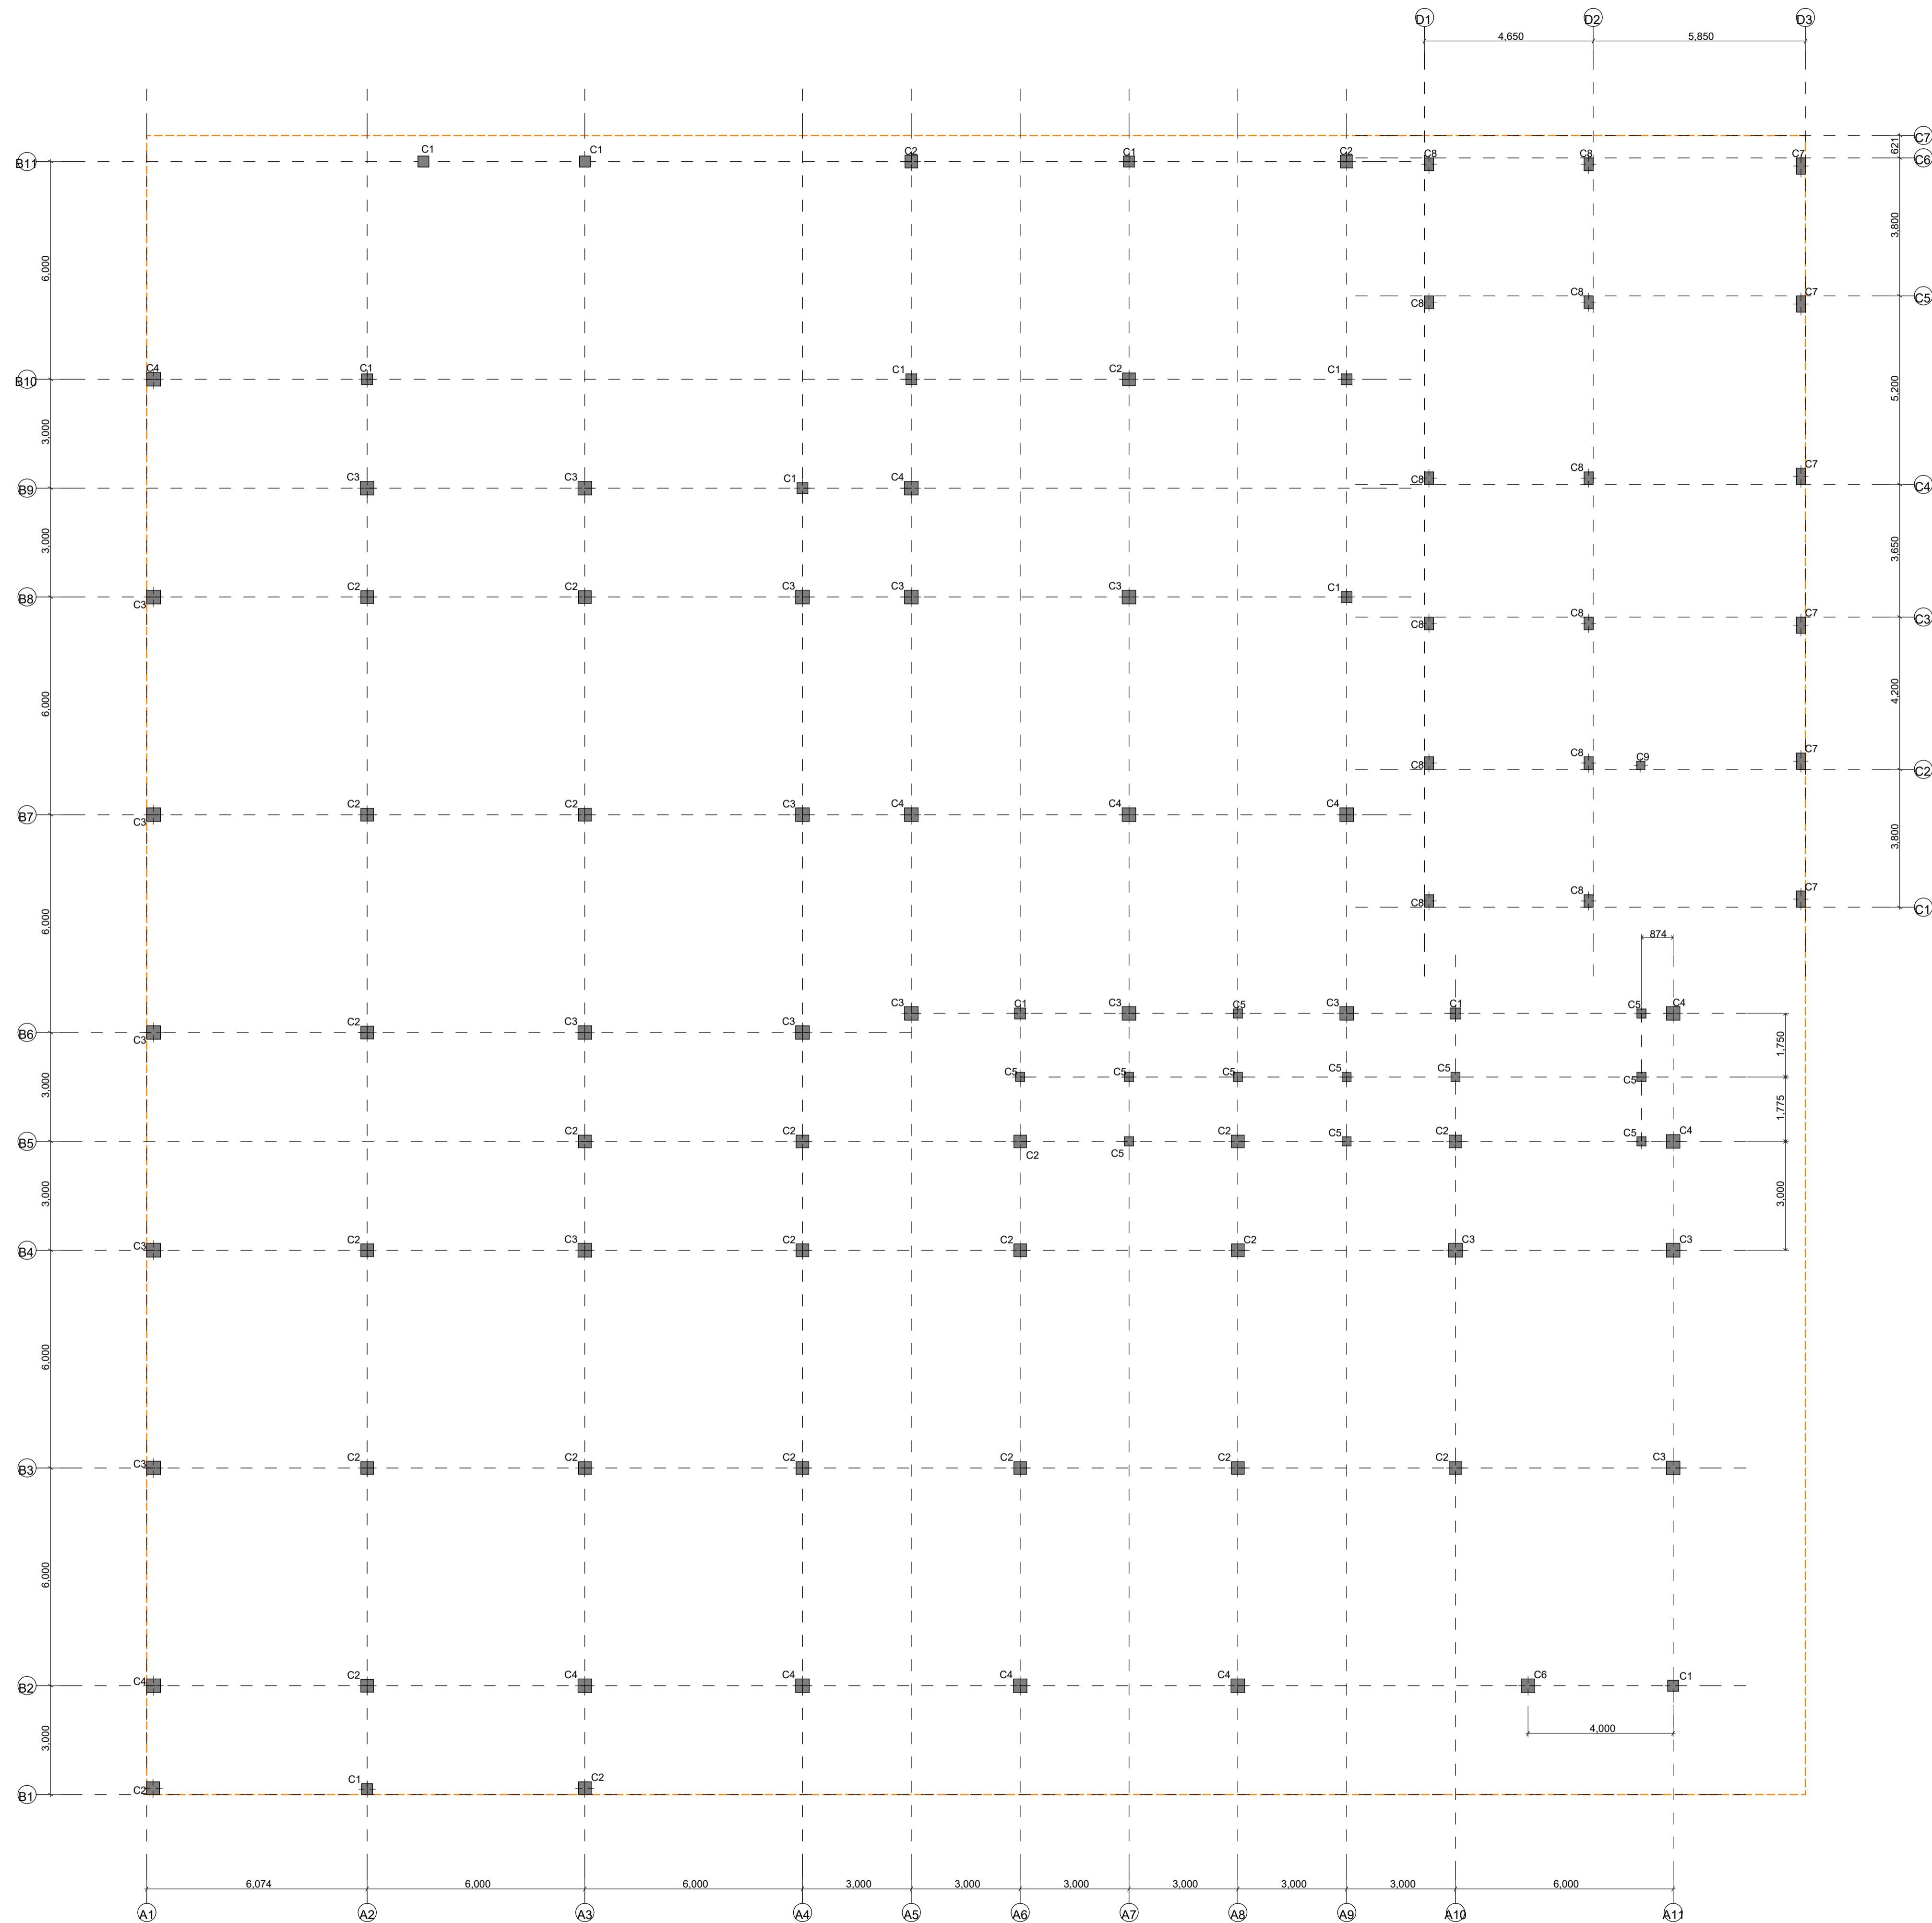 D1 D2 D3
4,650 5,850
C7
621
B11 C1 C1 C2 C1 C2 C8 C8 C7 C6
6,000 3,800
C8 C8 C7 C5
B10 C4 C1 C1 C2 C1
3,000 5,200
B9 C3 C3 C1 C4 C8 C8 C7 C4
3,000 3,650
B8 C3 C2 C2 C3 C3 C3 C1 C8 C8 C7 C3
6,000 4,200
C8 C8 C9 C7 C2
B7 C3 C2 C2 C3 C4 C4 C4
3,800
C8 C8 C7 C1
6,000
874
C3 C1 C3 C5 C3 C1 C5 C4
B6 C3 C2 C3 C3
1,750
C5 C5 C5 C5 C5 C5
3,000 1,775
B5 C2 C2 C2 C5 C2 C5 C2 C5 C4
3,000 3,000
B4 C3 C2 C3 C2 C2 C2 C3 C3
6,000
B3 C3 C2 C2 C2 C2 C2 C2 C3
6,000
B2 C4 C2 C4 C4 C4 C4 C6 C1
3,000 4,000
B1 C2 C1 C2
6,074 6,000 6,000 3,000 3,000 3,000 3,000 3,000 3,000 6,000
A1 A2 A3 A4 A5 A6 A7 A8 A9 A10 A11